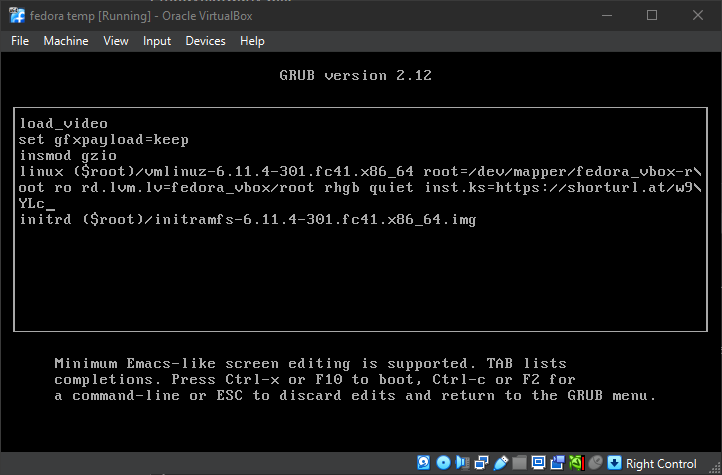 fedora temp [Running] - Oracle VirtualBox
File Machine View Input Devices Help
GRUB version 2.12
load_video
set gfxpayload=keep
insmod gzio
linux ($root)/vmlinuz-6.11.4-301.fc41.x86_64 root=/dev/mapper/fedora_vbox-r\
oot ro rd.lvm.lv=fedora_vbox/root rhgb quiet inst.ks=https://shorturl.at/w9\
YLc_
initrd ($root)/initramfs-6.11.4-301.fc41.x86_64.img
Minimum Emacs-like screen editing is supported. TAB lists
completions. Press Ctrl-x or F10 to boot, Ctrl-c or F2 for
a command-line or ESC to discard edits and return to the GRUB menu.
Right Control